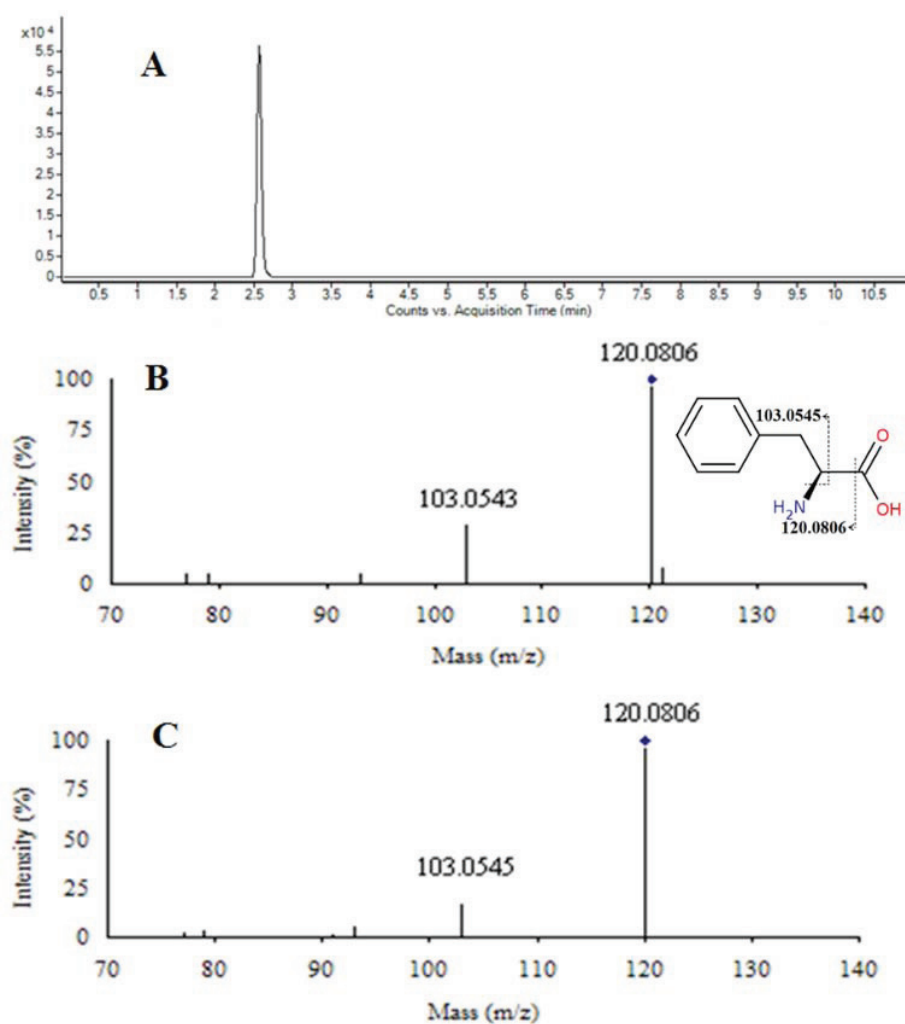 x10 4
A
5.5
5
4.5
4
3.5
3
2.5
2
1.5
1
0.5
0
0.5 1 1.5 2 2.5 3 3.5 4 4.5 5 5.5 6 6.5 7 7.5 8 8.5 9 9.5 10 10.5
Counts vs. Acquisition Time (min)
B
120.0806
100
75
50
25
0
Intensity (%)
103.0543
103.0545
O
OH
H2N
120.0806
70 80 90 100 110 120 130 140
Mass (m/z)
C
120.0806
100
75
50
25
0
Intensity (%)
103.0545
70 80 90 100 110 120 130 140
Mass (m/z)